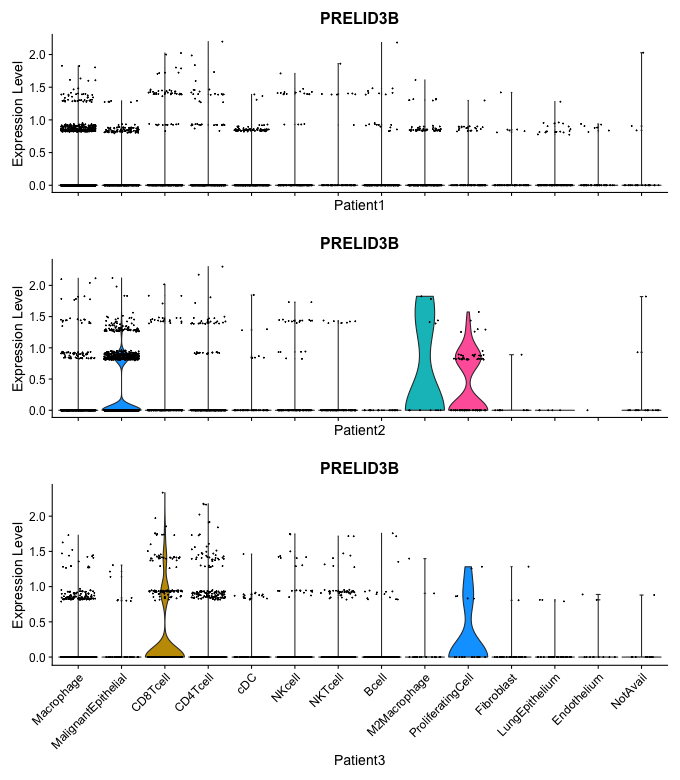 PRELID3B
Expression Level
2.0
1.5
1.0
0.5
0.0
Patient1
PRELID3B
Expression Level
2.0
1.5
1.0
0.5
0.0
Patient2
PRELID3B
Expression Level
2.0
1.5
1.0
0.5
0.0
Macrophage
MalignantEpithelial
CD8Tcell
CD4Tcell
cDC
NKcell
NKTcell
Bcell
M2Macrophage
ProliferatingCell
Fibroblast
LungEpithelium
Endothelium
NotAvail
Patient3